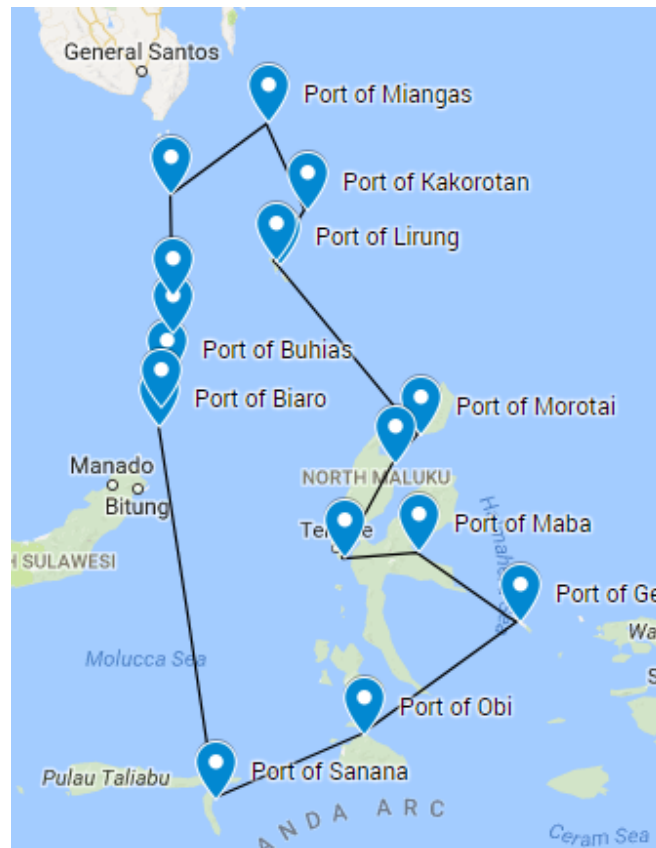 General Santos
Port of Miangas
Port of Kakorotan
Port of Lirung
Port of Buhias
Port of Biaro
Port of Morotai
Manado
Bitung
NORTH MALUKU
SULAWESI
Port of Maba
Port of
Molucca Sea
Port of Obi
Port of Sanana
Pulau Taliabu
ANDA ARC
Ceram Sea